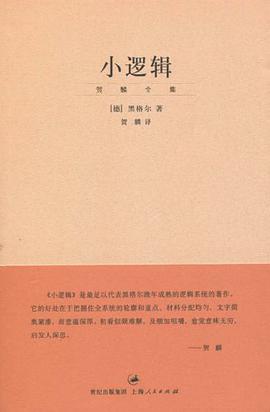 小逻辑
贺麟全集
[德] 黑格尔 著
贺麟 译
《小逻辑》是最足以代表黑格尔晚年成熟的逻辑系统的著作，
它的好处在于把握住全系统的轮廓和重点、材料分配均匀、文字简
奥紧凑，而意蕴深厚，初看似颇难解，及细加咀嚼，愈觉意味无穷，
启发人深思。
——贺 麟
世纪出版集团 上海人民出版社